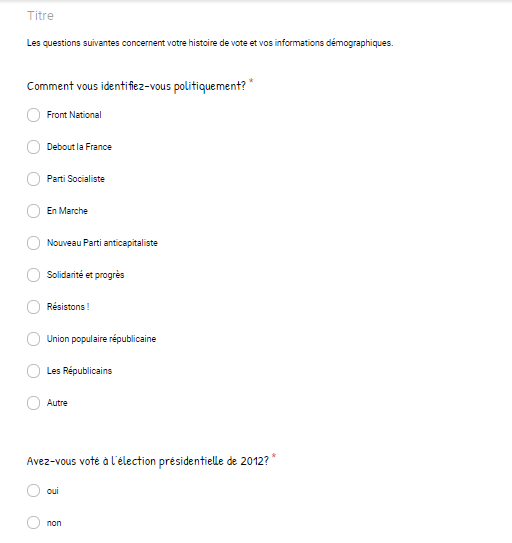 Titre
Les questions suivantes concernent votre histoire de vote et vos informations démographiques.
Comment vous identifiez-vous politiquement? *
Front National
Debout la France
Parti Socialiste
En Marche
Nouveau Parti anticapitaliste
Solidarité et progrès
Résistons !
Union populaire républicaine
Les Républicains
Autre
Avez-vous voté à l'élection présidentielle de 2012? *
oui
non